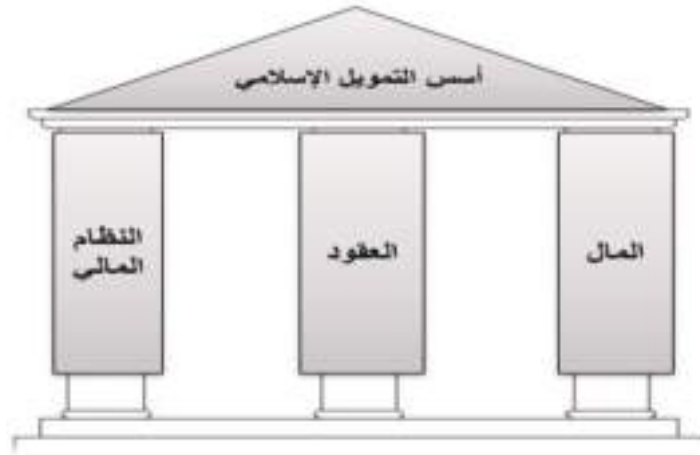 أسس التمويل الإسلامي
المال
العقود
النظام
المالي